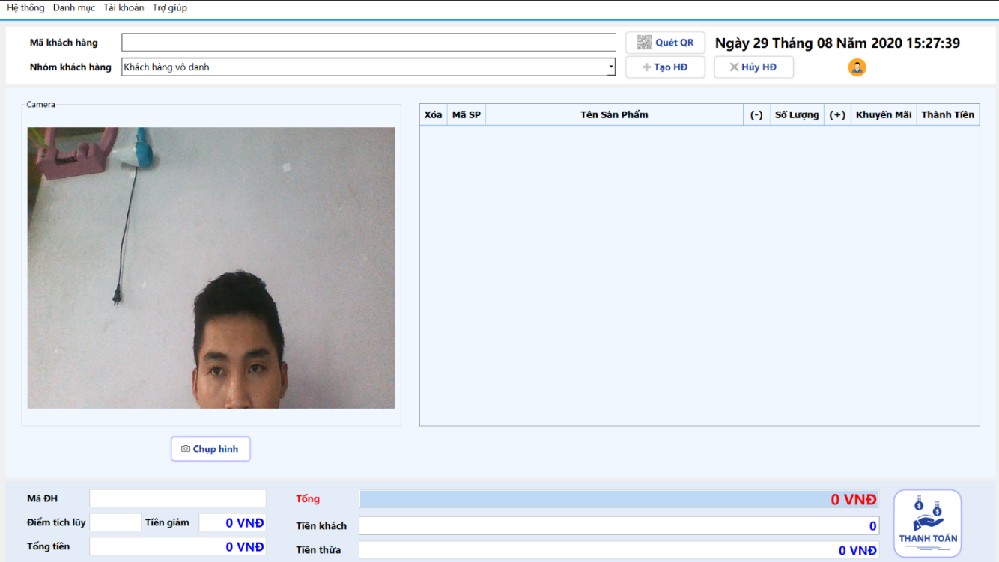 Hệ thống Danh mục Tài khoản Trợ giúp
Mã khách hàng Quét QR Ngày 29 Tháng 08 Năm 2020 15:27:39
Nhóm khách hàng Khách hàng vô danh + Tạo HĐ × Hủy HĐ
Camera
Xóa Mã SP Tên Sản Phẩm (-) Số Lượng (+) Khuyến Mãi Thành Tiền
Chụp hình
Mã ĐH Tổng 0 VNĐ
Điểm tích lũy Tiền giảm 0 VNĐ Tiền khách 0
THANH TOÁN
Tổng tiền 0 VNĐ Tiền thừa 0 VNĐ